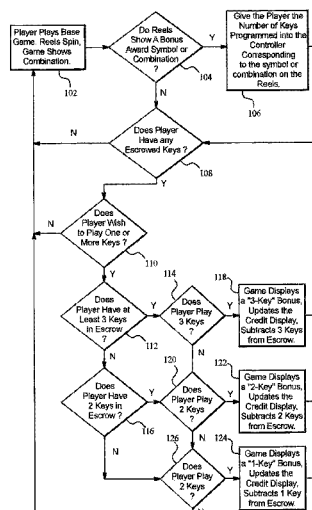 Player Plays Base
Game. Reels Spin,
Game Shows
Combination.
102
Do Reels
Show A Bonus
Award Symbol or
Combination
?
104
Y
N
Give the Player the
Number of Keys
Programmed into the
Controller
Corresponding
to the symbol or
combination on the
Reels.
106
Does Player
Have any
Escrowed Keys ?
108
N
Y
Does
Player Wish
to Play One or
More Keys ?
110
N
Y
Does
Player Have at
Least 3 Keys
in Escrow
?
112
Y
N
114
Does
Player Play
3 Keys ?
Y
N
118
Game Displays
a "3-Key" Bonus,
Updates the
Credit Display,
Subtracts 3 Keys
from Escrow.
Does
Player Have
2 Keys in
Escrow ?
116
Y
N
120
Does
Player Play
2 Keys ?
Y
N
122
Game Displays
a "2-Key" Bonus,
Updates the
Credit Display,
Subtracts 2 Keys
from Escrow.
126
Does
Player Play
2 Keys ?
Y
N
124
Game Displays
a "1-Key" Bonus,
Updates the
Credit Display,
Subtracts 1 Key
from Escrow.